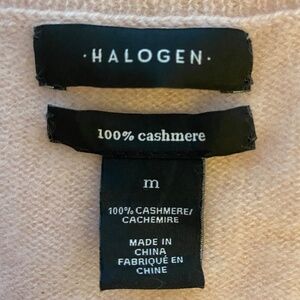 ·HALOGEN·
100% cashmere
m
100% CASHMERE/
CACHEMIRE
MADE IN
CHINA
FABRIQUÉ EN
CHINE